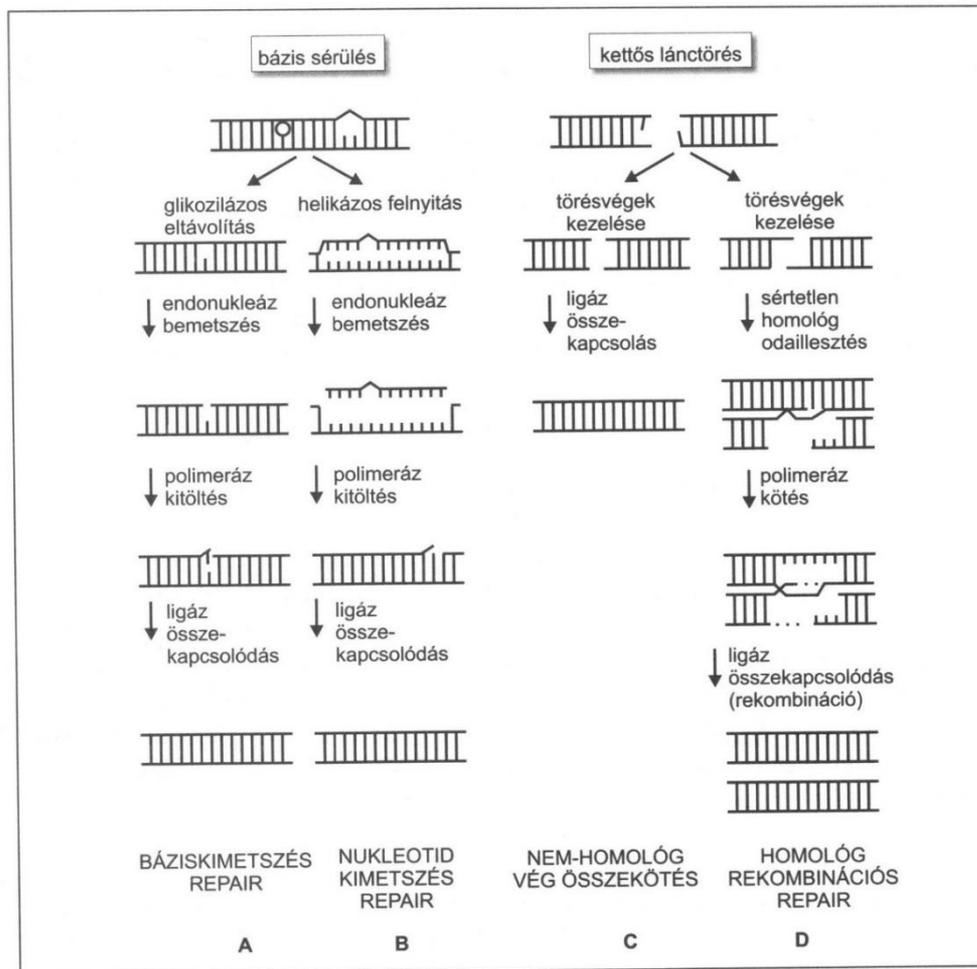 bázis sérülés
kettős lánctörés
glikozilázos
eltávolítás
helikázos felnyitás
törésvégek
kezelése
törésvégek
kezelése
endonukleáz
bemetszés
endonukleáz
bemetszés
ligáz
össze-
kapcsolás
sértetlen
homológ
odaillesztés
polimeráz
kitöltés
polimeráz
kitöltés
polimeráz
kötés
ligáz
össze-
kapcsolódás
ligáz
össze-
kapcsolódás
ligáz
összekapcsolódás
(rekombináció)
BÁZISKIMETSZÉS
REPAIR
NUKLEOTID
KIMETSZÉS
REPAIR
NEM-HOMOLÓG
VÉG ÖSSZEKÖTÉS
HOMOLÓG
REKOMBINÁCIÓS
REPAIR
A
B
C
D